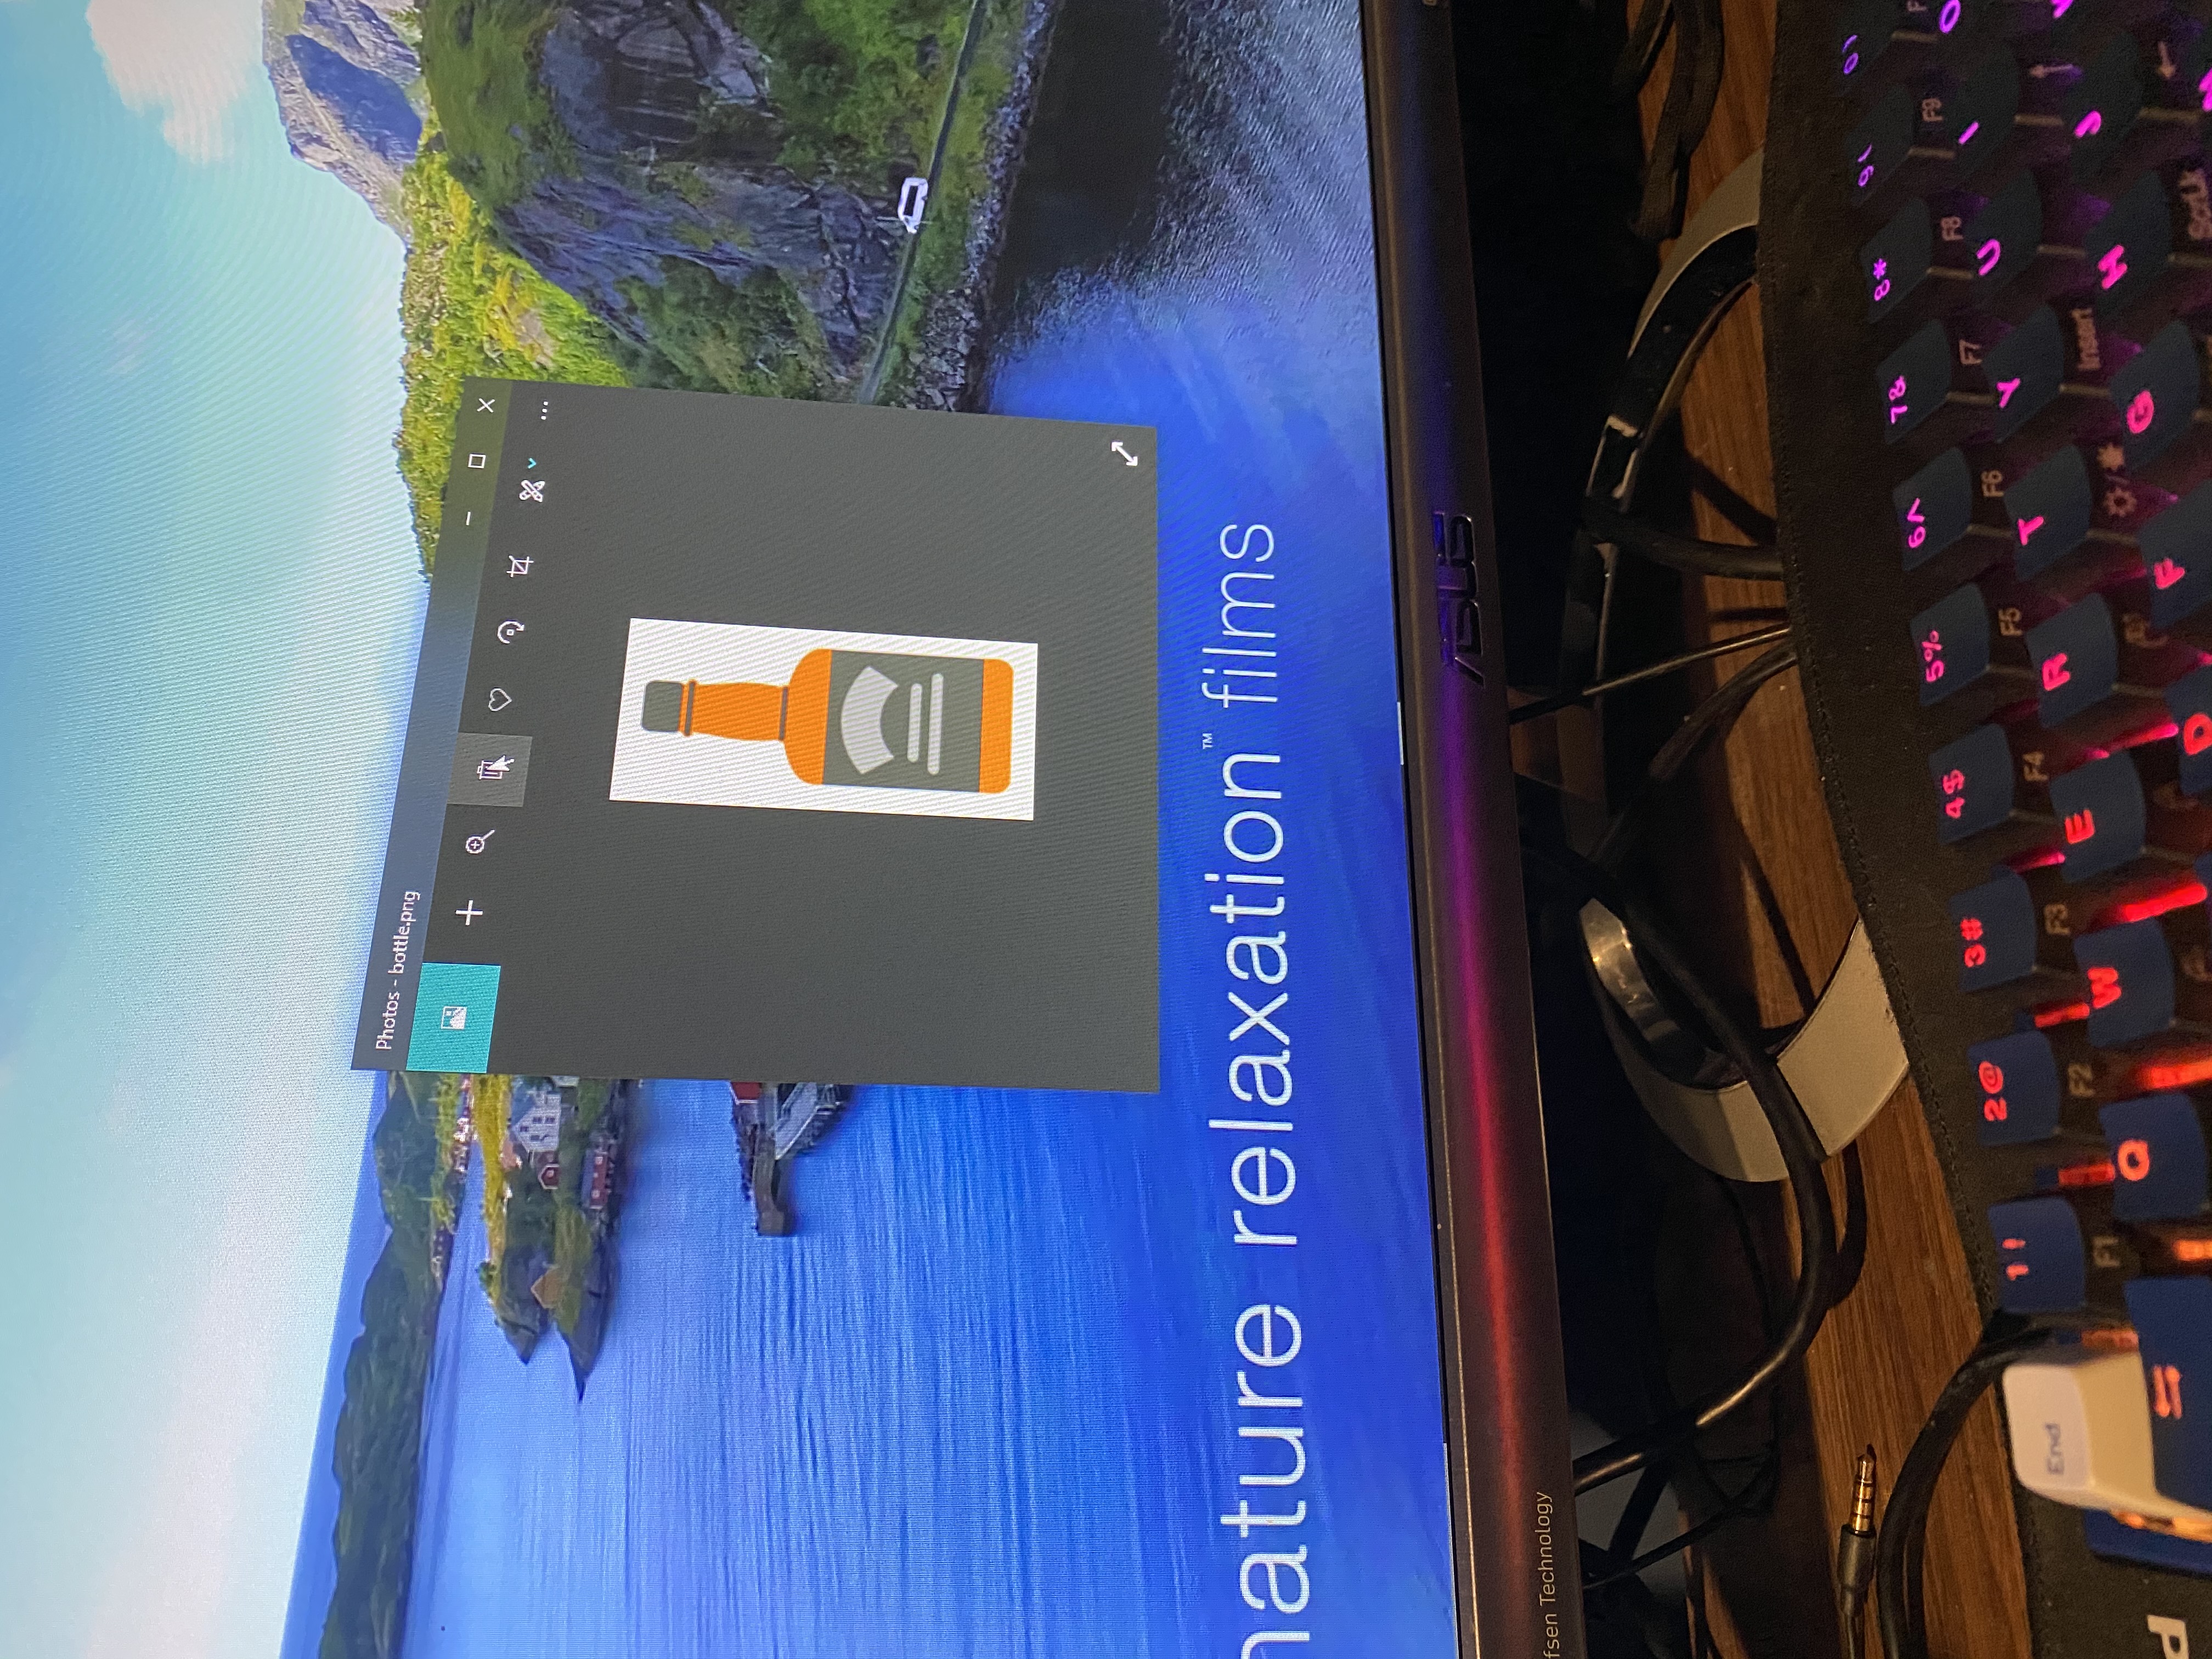 Photos - bottle.png
nature relaxation™ films
ASUS
fsen Technology
1! 2@ 3# 4$ 5% 6^ 7& 8* 9( 0)
End F1 F2 F3 F4 F5 F6 F7 F8 F9
Q W E R T Y U I O
Insert
D F G H J
ScrLk
P